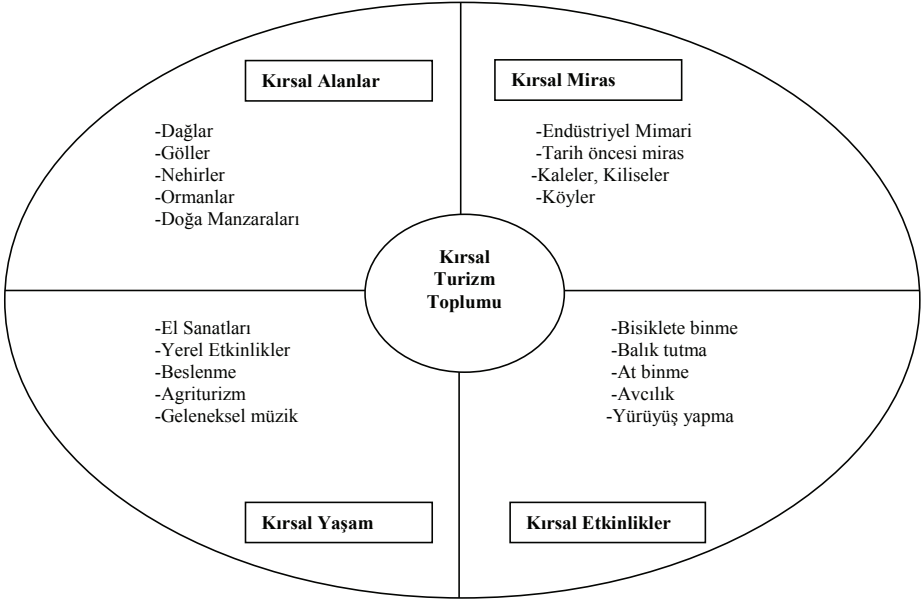 Kırsal Alanlar
-Dağlar
-Göller
-Nehirler
-Ormanlar
-Doğa Manzaraları
Kırsal Miras
-Endüstriyel Mimari
-Tarih öncesi miras
-Kaleler, Kiliseler
-Köyler
Kırsal
Turizm
Toplumu
-El Sanatları
-Yerel Etkinlikler
-Beslenme
-Agriturizm
-Geleneksel müzik
Kırsal Yaşam
-Bisiklete binme
-Balık tutma
-At binme
-Avcılık
-Yürüyüş yapma
Kırsal Etkinlikler